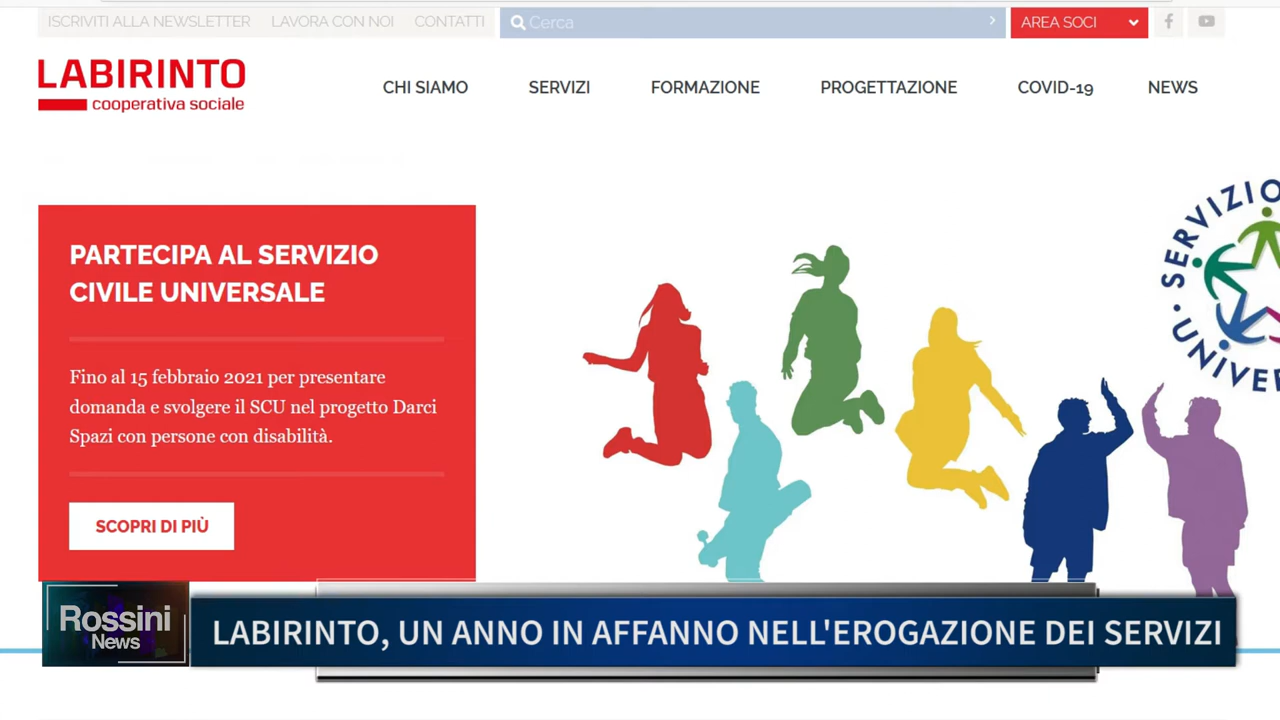 ISCRIVITI ALLA NEWSLETTER LAVORA CON NOI CONTATTI Cerca AREA SOCI
LABIRINTO
cooperativa sociale
CHI SIAMO SERVIZI FORMAZIONE PROGETTAZIONE COVID-19 NEWS
PARTECIPA AL SERVIZIO
CIVILE UNIVERSALE
Fino al 15 febbraio 2021 per presentare
domanda e svolgere il SCU nel progetto Darci
Spazi con persone con disabilità.
SCOPRI DI PIÙ
SERVIZIO
UNIVER
Rossini
News
LABIRINTO, UN ANNO IN AFFANNO NELL'EROGAZIONE DEI SERVIZI